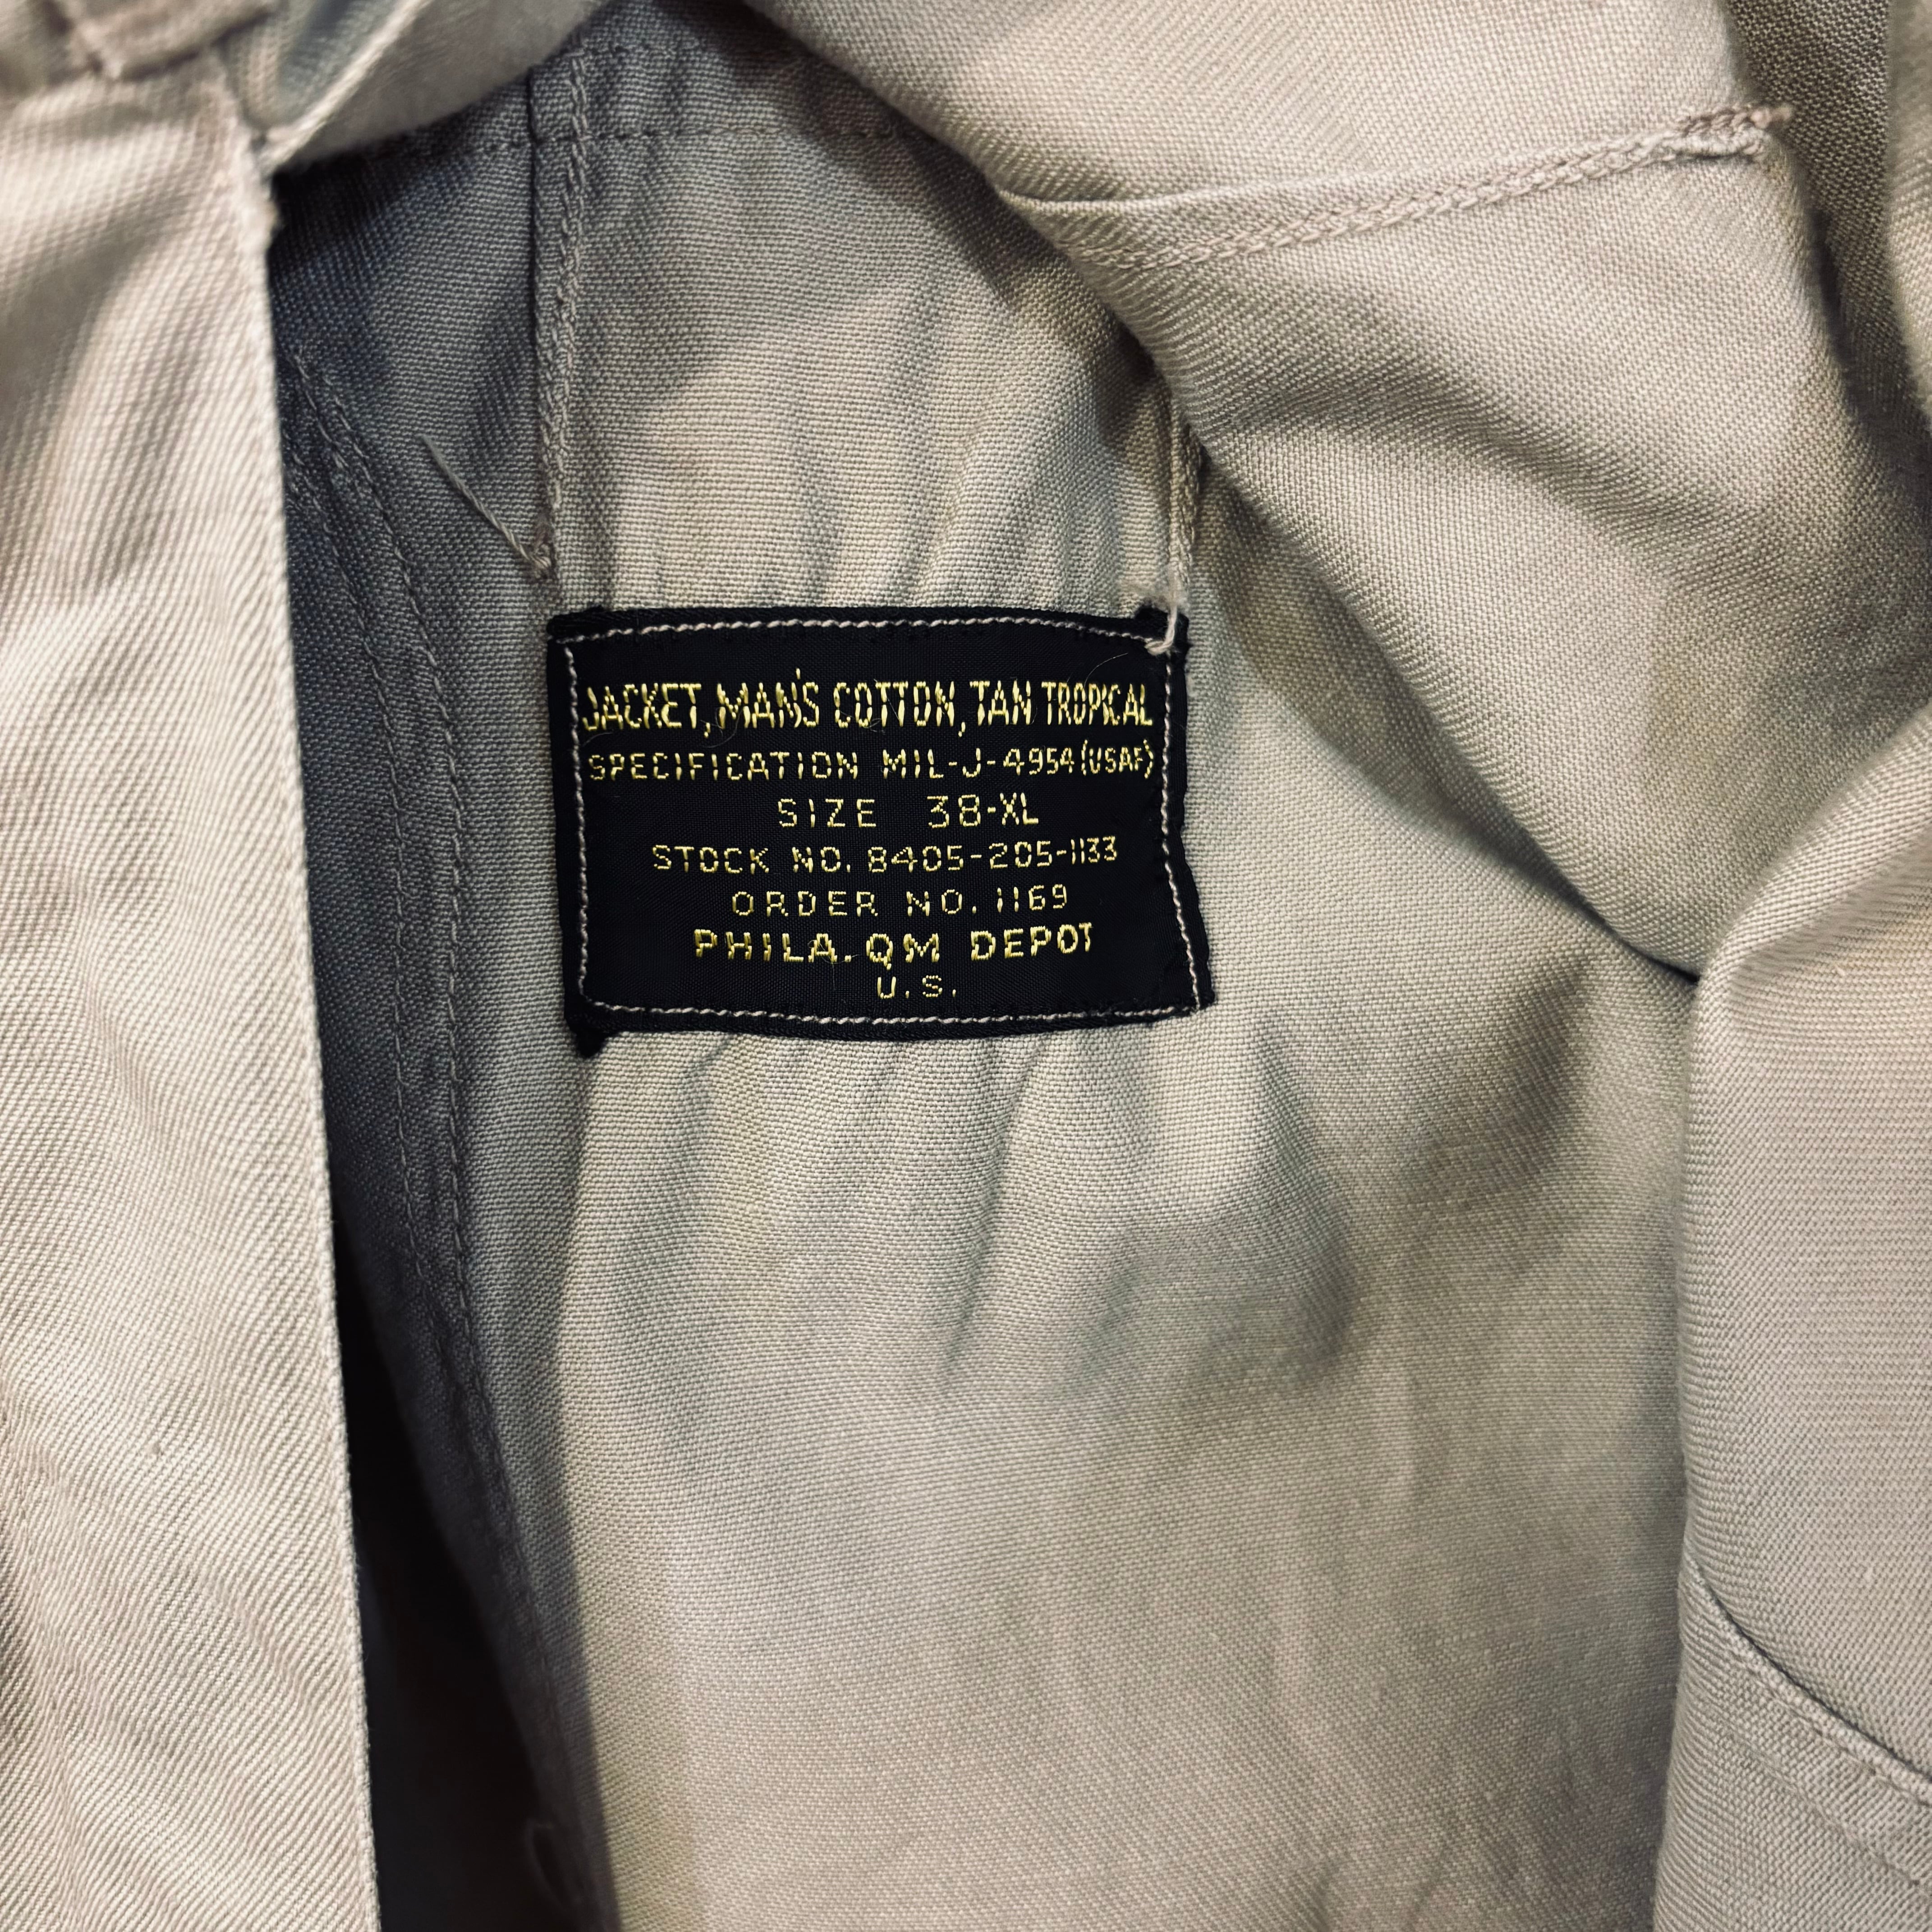 JACKET, MAN'S COTTON, TAN TROPICAL
SPECIFICATION MIL-J-4954 (USAF)
SIZE 38-XL
STOCK NO. 8405-205-1133
ORDER NO. 1169
PHILA. QM DEPOT
U.S.